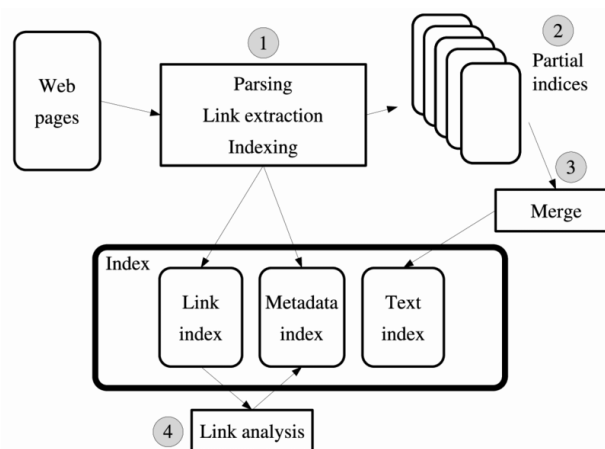 1
2
Web
pages
Parsing
Link extraction
Indexing
Partial
indices
3
Merge
Index
Link
index
Metadata
index
Text
index
4
Link analysis